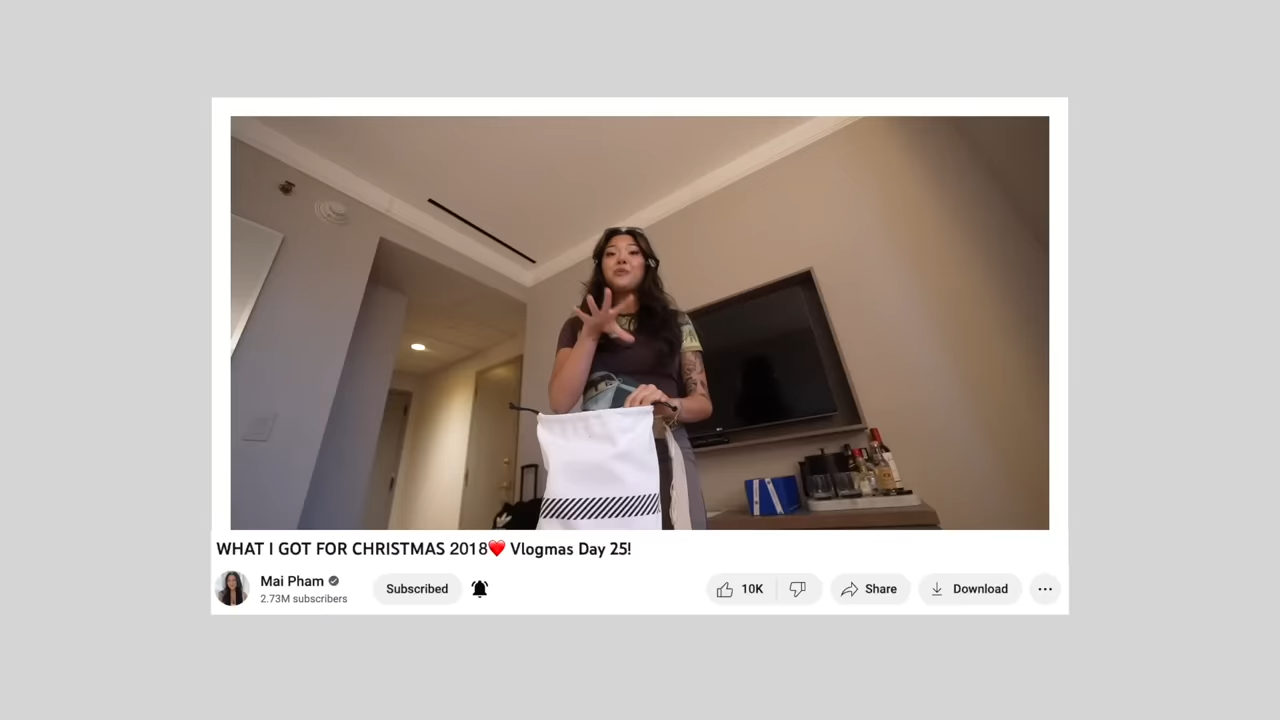 WHAT I GOT FOR CHRISTMAS 2018❤️ Vlogmas Day 25!
Mai Pham
2.73M subscribers
Subscribed
10K
Share
Download